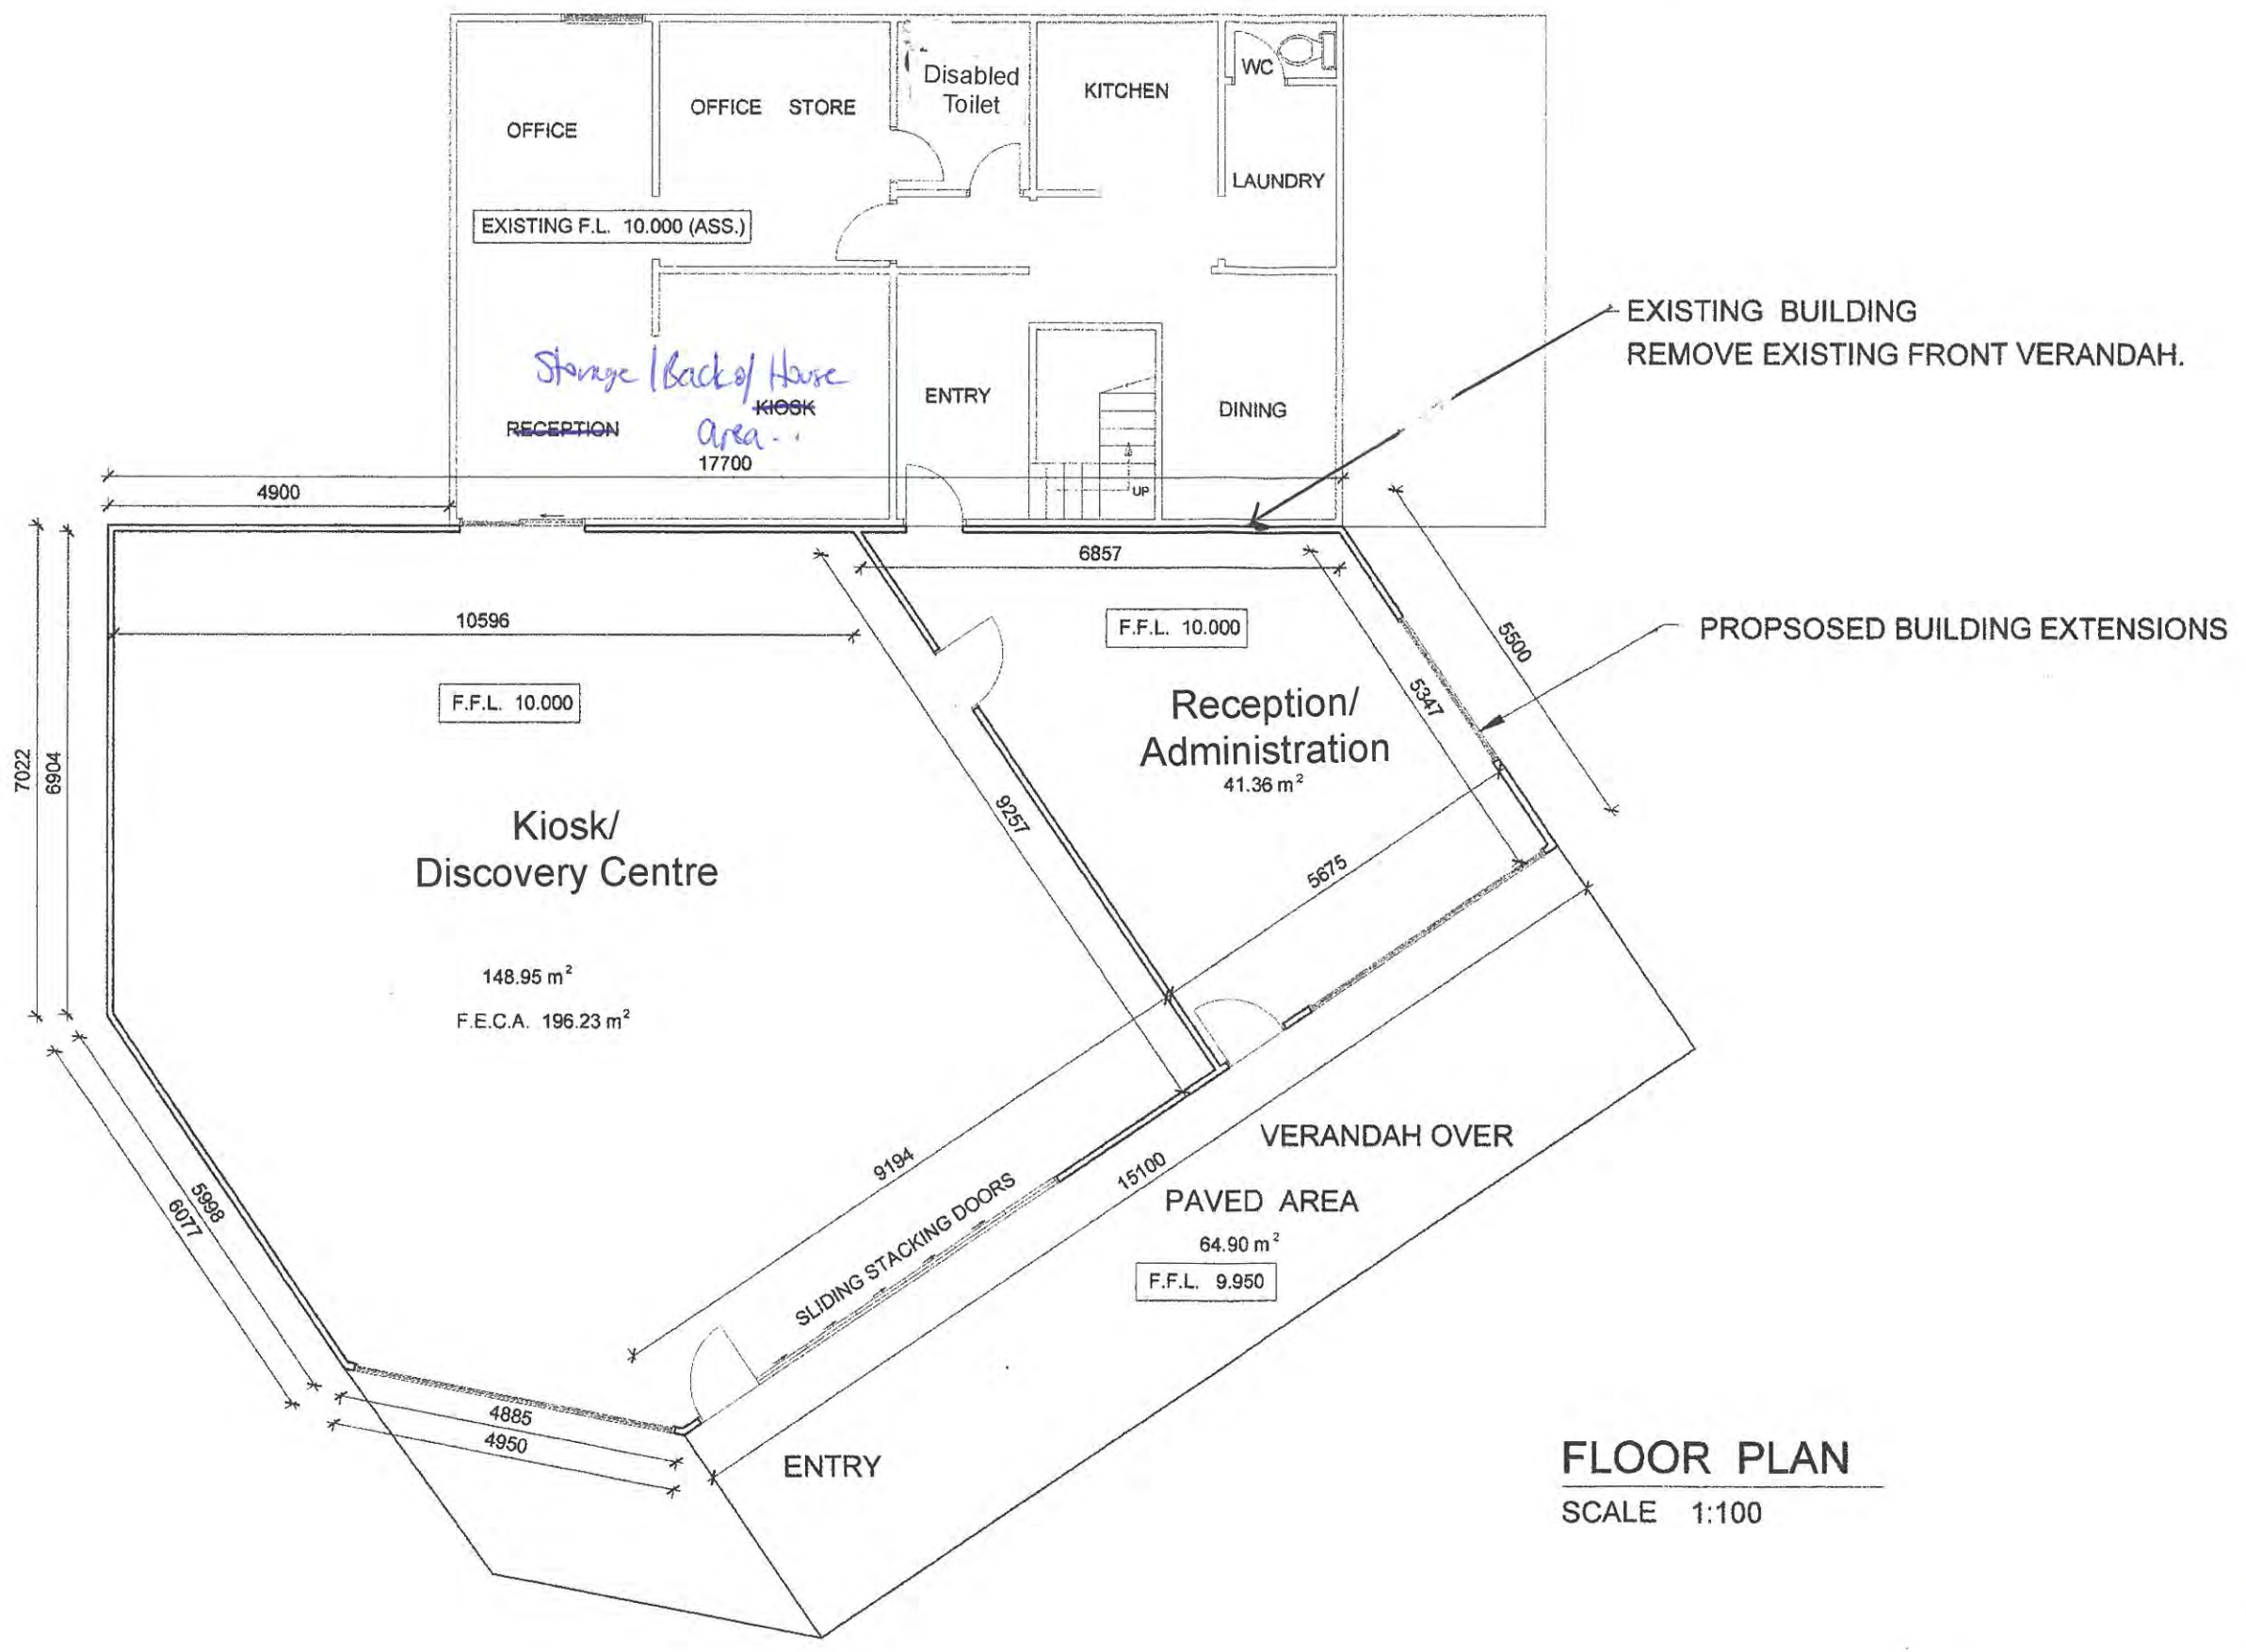 WC
Disabled
Toilet
KITCHEN
OFFICE STORE
OFFICE
LAUNDRY
EXISTING F.L. 10.000 (ASS.)
EXISTING BUILDING
REMOVE EXISTING FRONT VERANDAH.
Storage / Back of House
area..
KIOSK
RECEPTION
ENTRY
DINING
17700
4900
UP
6857
10596
F.F.L. 10.000
PROPSOSED BUILDING EXTENSIONS
5500
5347
F.F.L. 10.000
Reception/
Administration
41.36 m²
7022
6904
9257
Kiosk/
Discovery Centre
5675
148.95 m²
F.E.C.A. 196.23 m²
VERANDAH OVER
9194
15100
SLIDING STACKING DOORS
PAVED AREA
64.90 m²
F.F.L. 9.950
5998
6077
4885
4950
ENTRY
FLOOR PLAN
SCALE 1:100